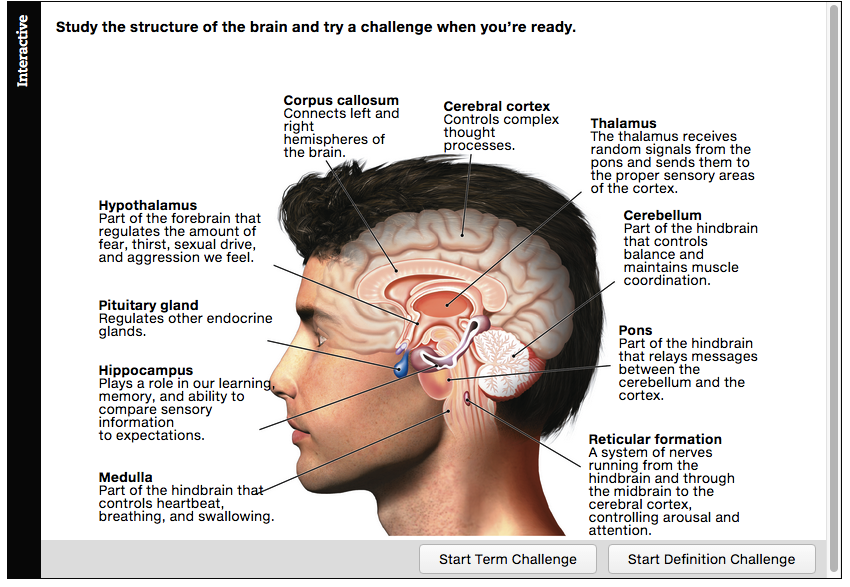 Interactive
Study the structure of the brain and try a challenge when you're ready.
Corpus callosum
Connects left and
right
hemispheres of
the brain.
Cerebral cortex
Controls complex
thought
processes.
Thalamus
The thalamus receives
random signals from the
pons and sends them to
the proper sensory areas
of the cortex.
Hypothalamus
Part of the forebrain that
regulates the amount of
fear, thirst, sexual drive,
and aggression we feel.
Cerebellum
Part of the hindbrain
that controls
balance and
maintains muscle
coordination.
Pituitary gland
Regulates other endocrine
glands.
Pons
Part of the hindbrain
that relays messages
between the
cerebellum and the
cortex.
Hippocampus
Plays a role in our learning,
memory, and ability to
compare sensory
information
to expectations.
Reticular formation
A system of nerves
running from the
hindbrain and through
the midbrain to the
cerebral cortex,
controlling arousal and
attention.
Medulla
Part of the hindbrain that
controls heartbeat,
breathing, and swallowing.
Start Term Challenge
Start Definition Challenge